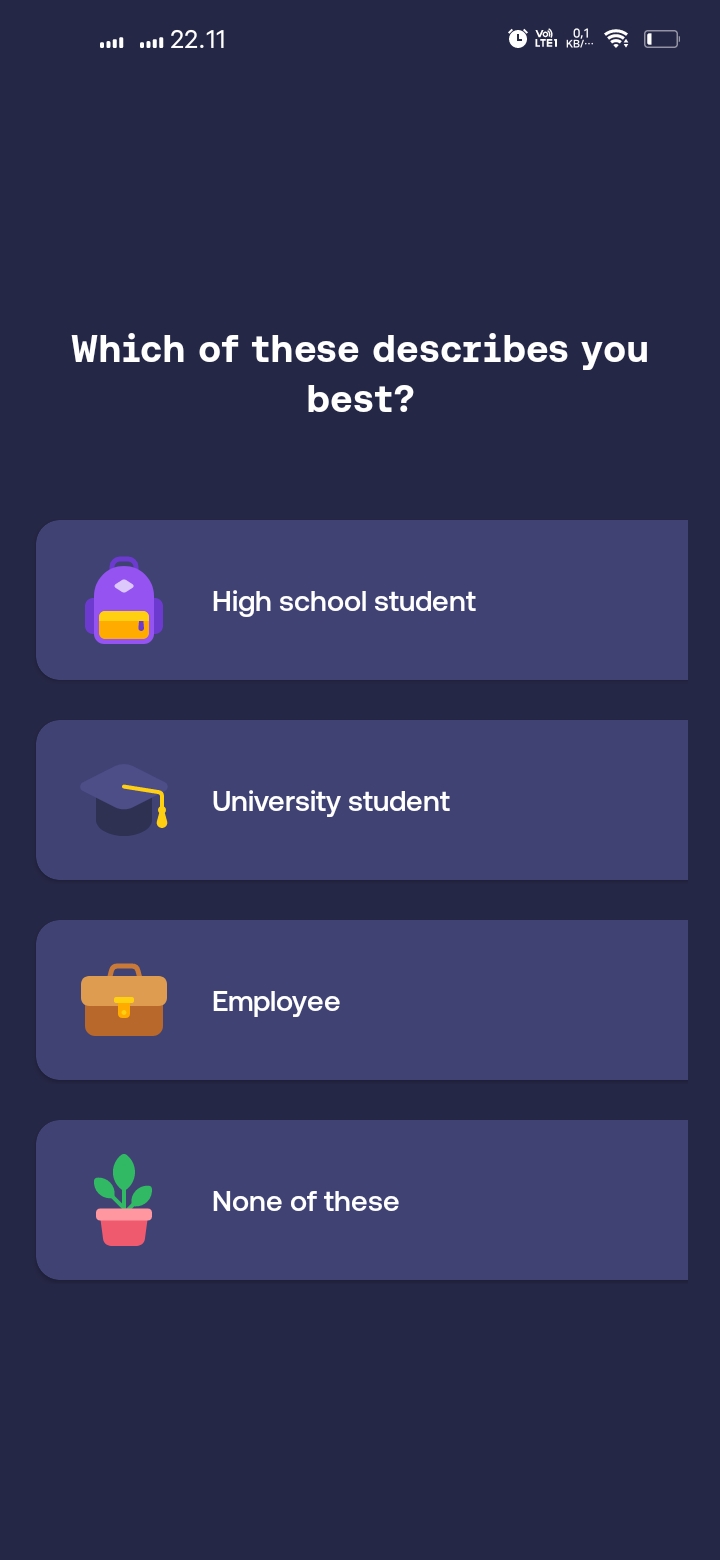 22.11
Vo)) LTE1
0,1 KB/...
Which of these describes you
best?
High school student
University student
Employee
None of these